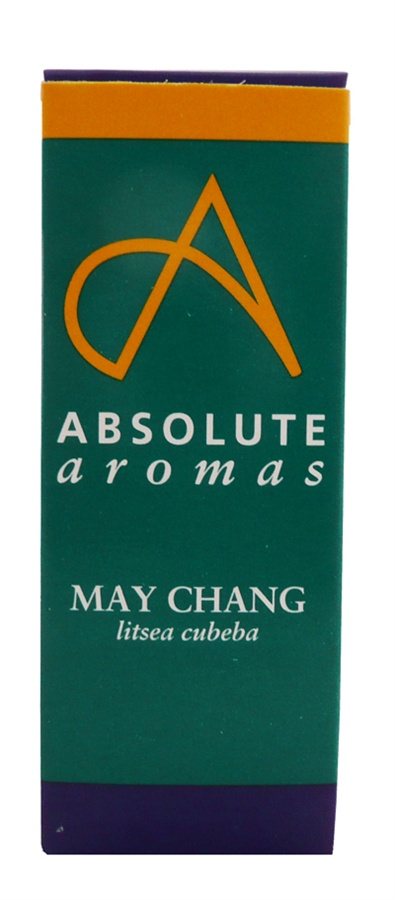 ABSOLUTE
aromas
MAY CHANG
litsea cubeba